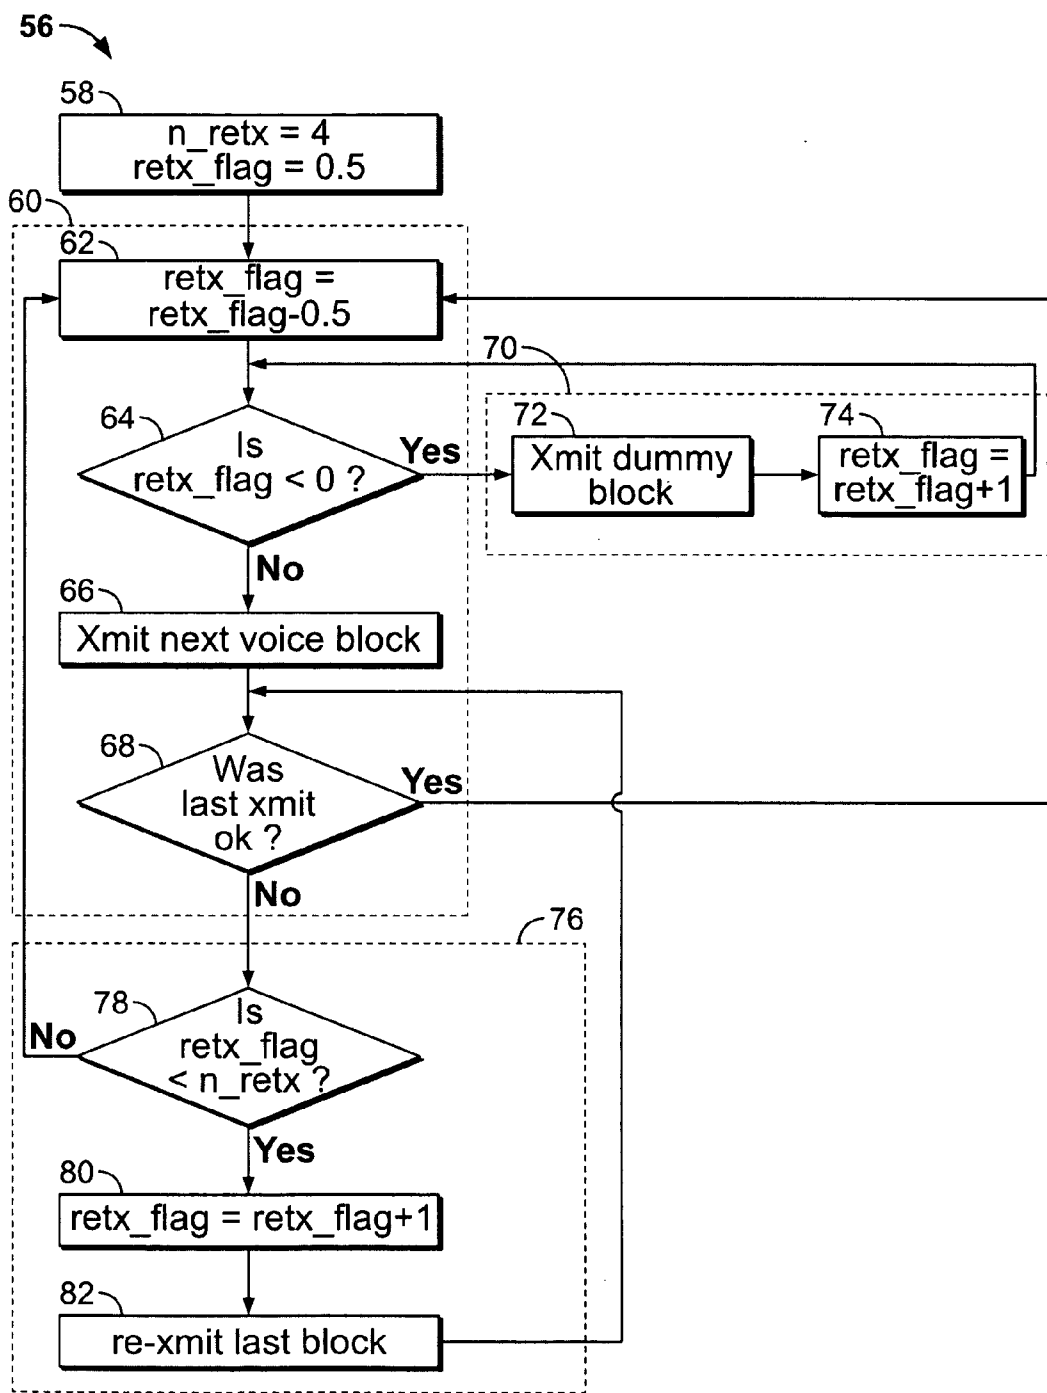 56
58
n_retx = 4
retx_flag = 0.5
60
62
retx_flag =
retx_flag-0.5
70
64
Is
retx_flag < 0 ?
Yes
72
Xmit dummy
block
74
retx_flag =
retx_flag+1
No
66
Xmit next voice block
68
Was
last xmit
ok ?
Yes
No
76
78
Is
retx_flag
< n_retx ?
No
Yes
80
retx_flag = retx_flag+1
82
re-xmit last block